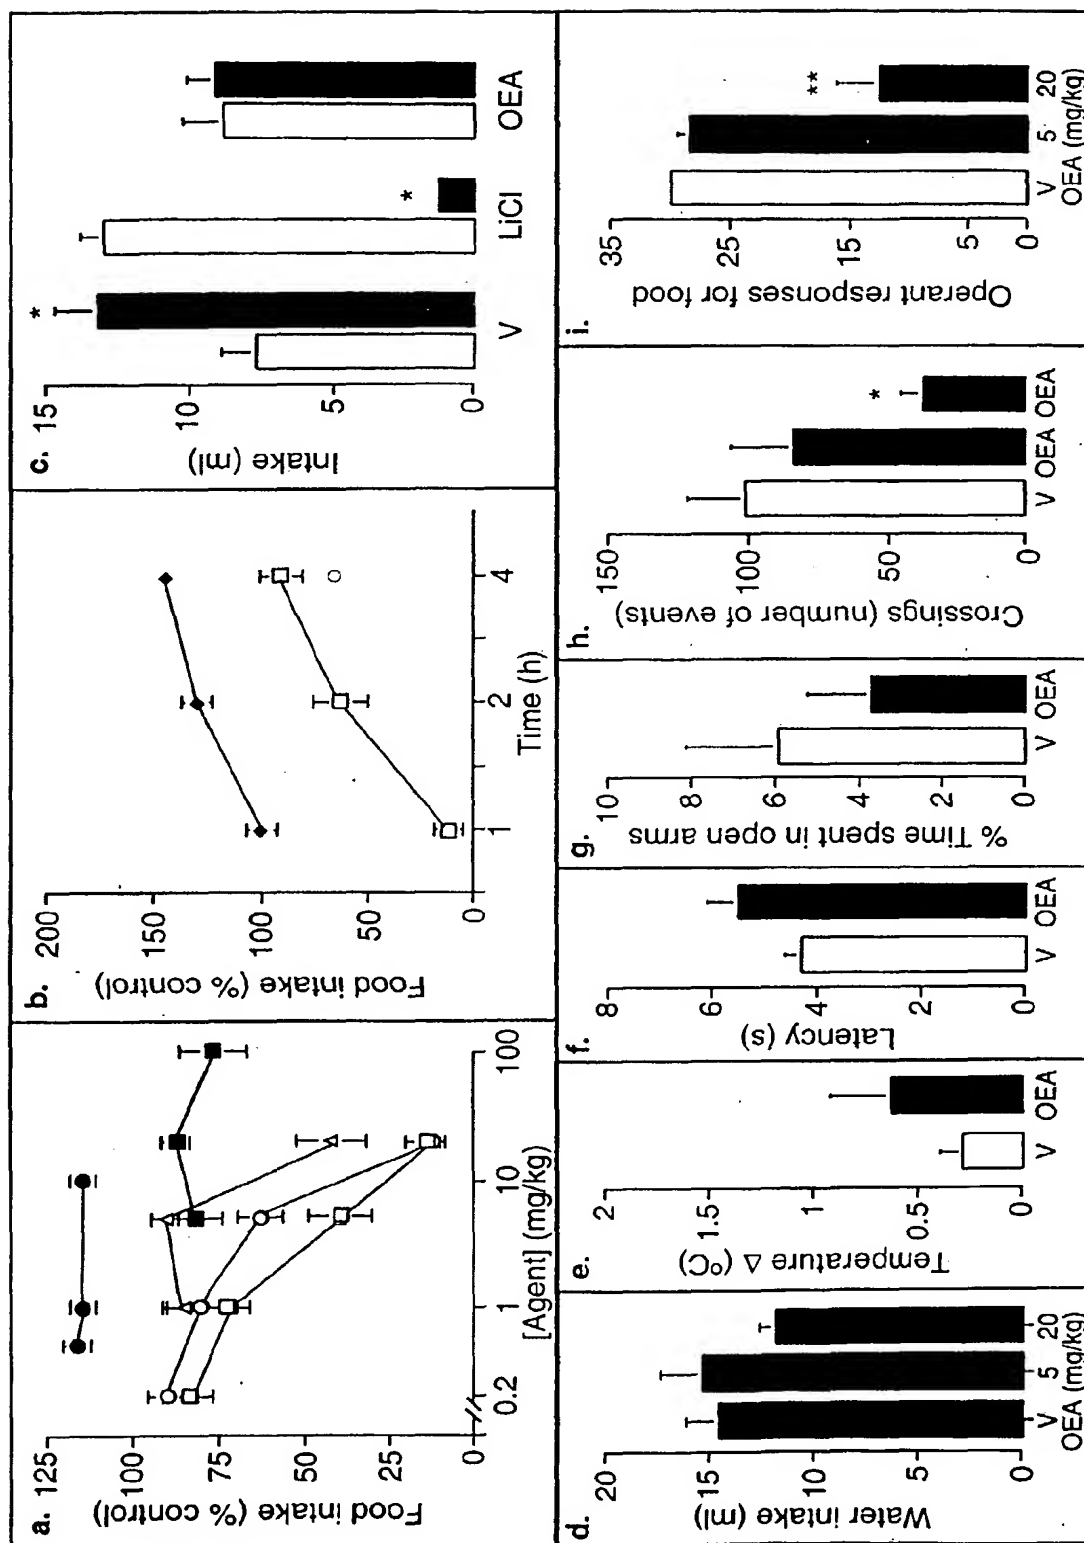 a.
Food intake (% control)
125
100
75
50
25
0
0.2
1
10
100
[Agent] (mg/kg)
b.
Food intake (% control)
200
150
100
50
0
1
2
4
Time (h)
c.
Intake (ml)
15
10
5
0
*
*
V
LiCl
OEA
d.
Water intake (ml)
20
15
10
5
0
V
5
20
OEA (mg/kg)
e.
Temperature Δ (°C)
2
1.5
1
0.5
0
V
OEA
f.
Latency (s)
8
6
4
2
0
V
OEA
g.
% Time spent in open arms
10
8
6
4
2
0
V
OEA
h.
Crossings (number of events)
150
100
50
0
*
V
OEA
OEA
i.
Operant responses for food
35
25
15
5
0
**
V
5
20
OEA (mg/kg)